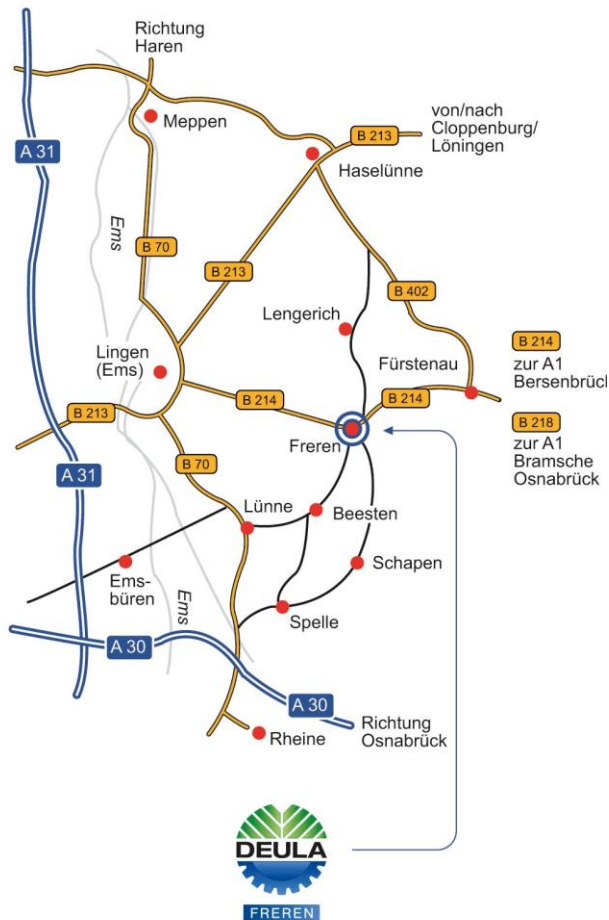 Richtung
Haren
Meppen
B 213
von/nach
Cloppenburg/
Löningen
A 31
Haselünne
Ems
B 70
B 213
B 402
Lengerich
B 214
zur A1
Bersenbrück
Lingen
(Ems)
Fürstenau
B 213
B 214
B 214
B 218
zur A1
Bramsche
Osnabrück
Freren
B 70
A 31
Lünne
Beesten
Schapen
Ems-
büren
Ems
Spelle
A 30
A 30
Richtung
Osnabrück
Rheine
DEULA
FREREN